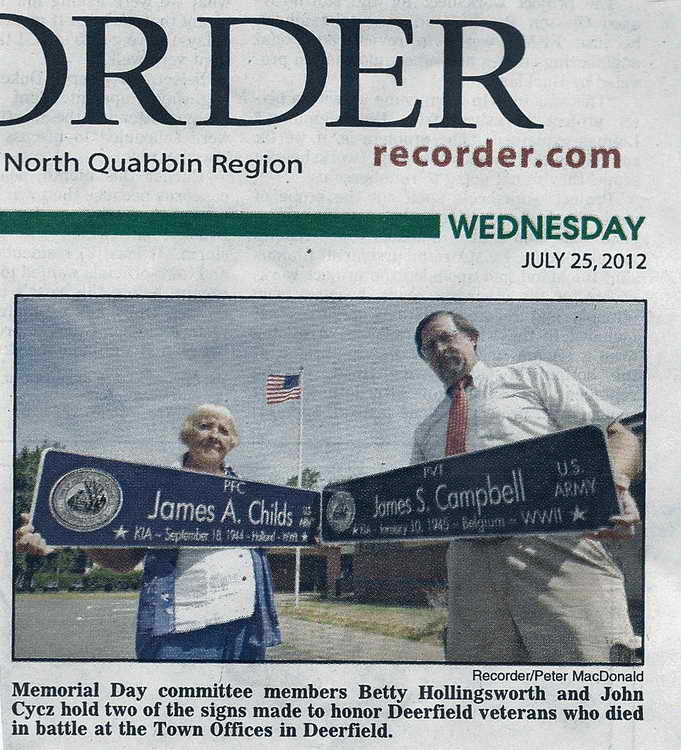 ORDER
North Quabbin Region
recorder.com
WEDNESDAY
JULY 25, 2012
PFC
James A. Childs
U.S.
ARMY
★ KIA ~ September 18, 1944 ~ Holland ~ WWII ★
PVT
James S. Campbell
U.S.
ARMY
★ KIA ~ January 10, 1945 ~ Belgium ~ WWII ★
Recorder/Peter MacDonald
Memorial Day committee members Betty Hollingsworth and John
Cycz hold two of the signs made to honor Deerfield veterans who died
in battle at the Town Offices in Deerfield.